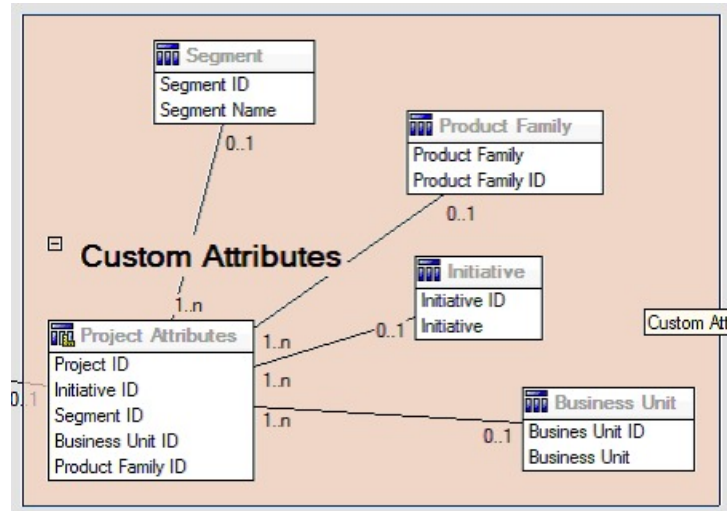 Segment
Segment ID
Segment Name
0..1
Product Family
Product Family
Product Family ID
0..1
Custom Attributes
Initiative
Initiative ID
Initiative
0..1
Custom Att
1..n
Project Attributes
Project ID
Initiative ID
Segment ID
Business Unit ID
Product Family ID
1..n
1..n
1..n
0..1
Business Unit
Busines Unit ID
Business Unit
0..1